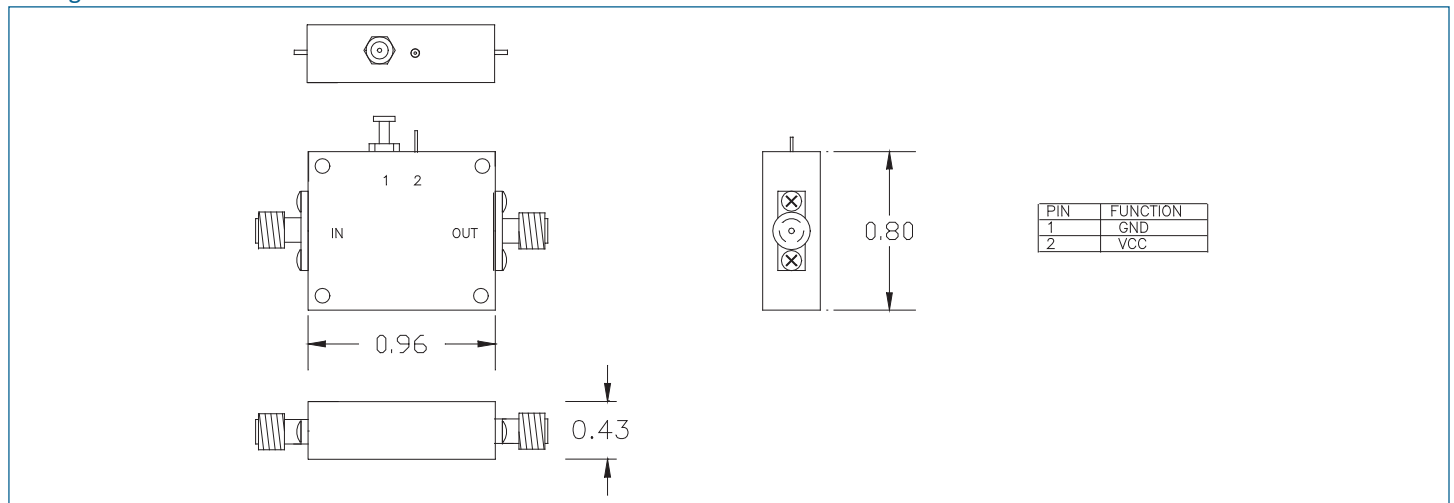 1 2
IN OUT
0.96
0.80
0.43
PIN FUNCTION
1 GND
2 VCC